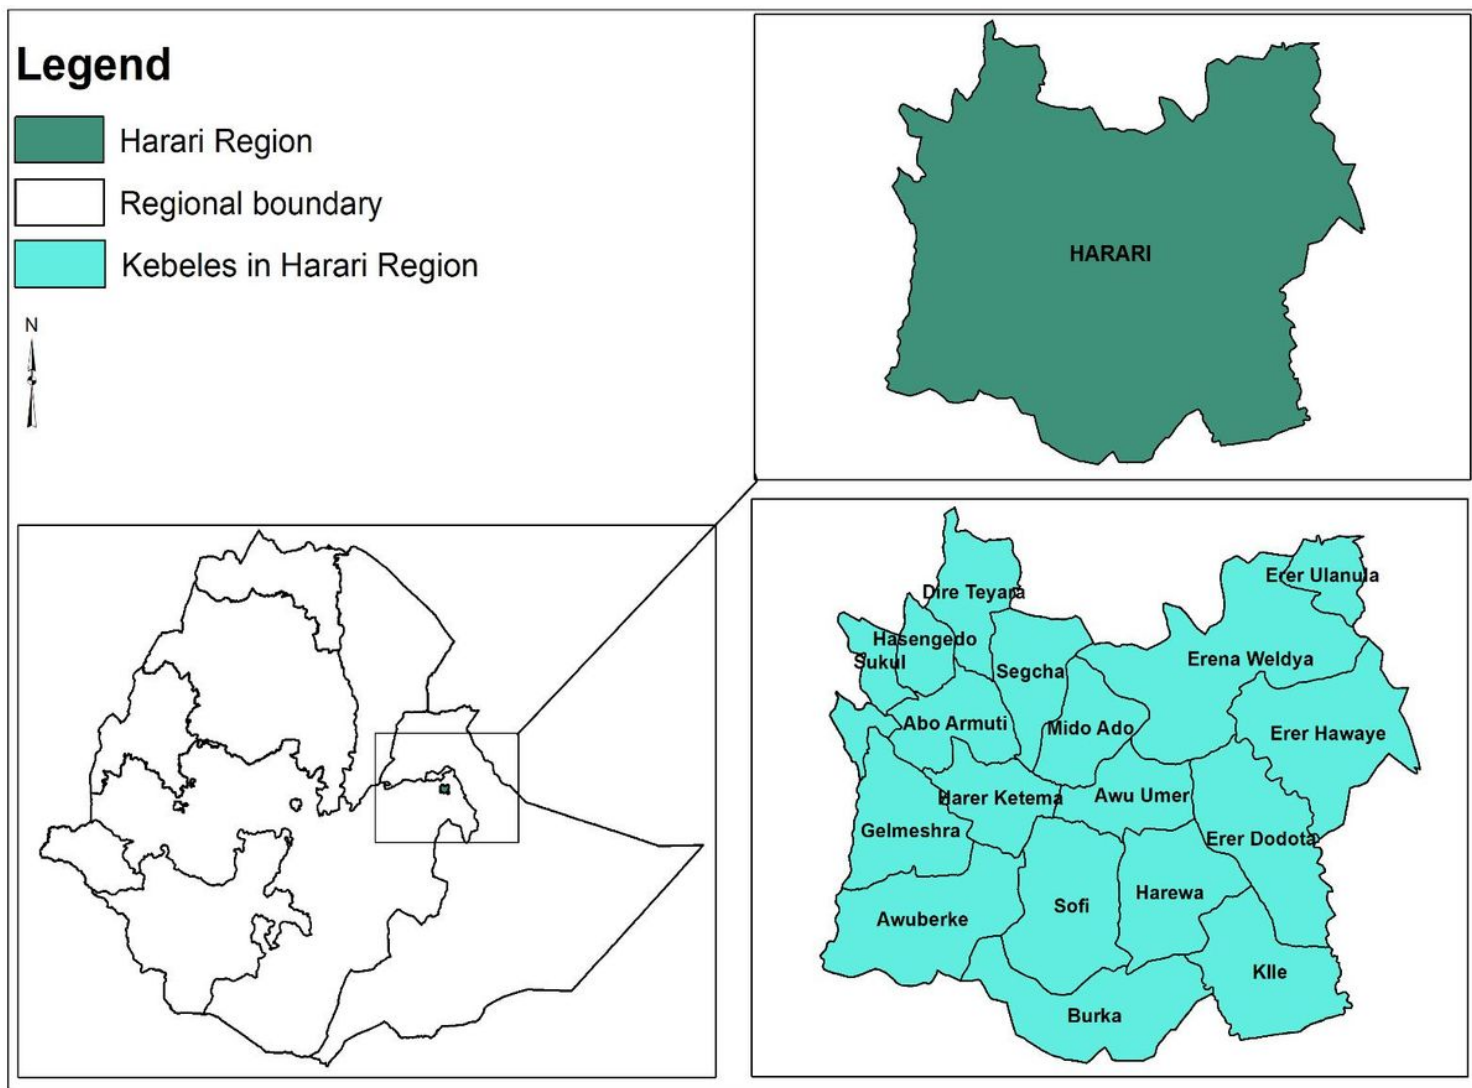 Legend
Harari Region
Regional boundary
Kebeles in Harari Region
N
HARARI
Erer Ulanula
Dire Teyara
Hasengedo
Sukul
Segcha
Erena Weldya
Abo Armuti
Mido Ado
Erer Hawaye
Harer Ketema
Awu Umer
Gelmeshra
Erer Dodota
Awuberke
Sofi
Harewa
Klle
Burka